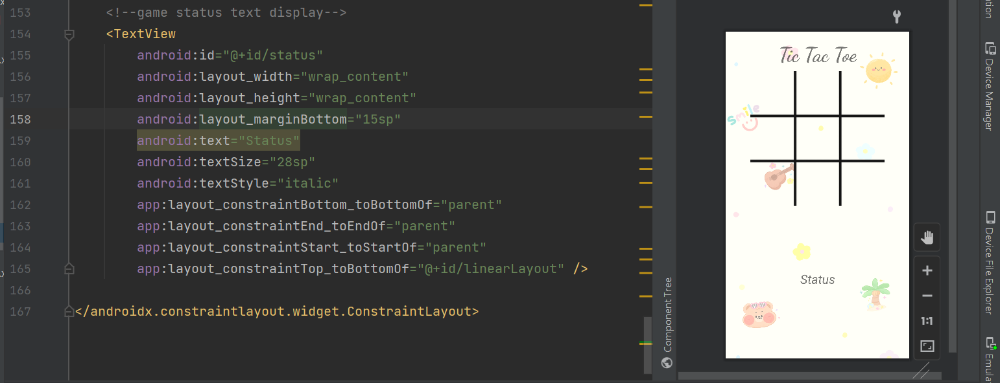 153 <!--game status text display-->
154 <TextView
155 android:id="@+id/status"
156 android:layout_width="wrap_content"
157 android:layout_height="wrap_content"
158 android:layout_marginBottom="15sp"
159 android:text="Status"
160 android:textSize="28sp"
161 android:textStyle="italic"
162 app:layout_constraintBottom_toBottomOf="parent"
163 app:layout_constraintEnd_toEndOf="parent"
164 app:layout_constraintStart_toStartOf="parent"
165 app:layout_constraintTop_toBottomOf="@+id/linearLayout" />
166
167 </androidx.constraintlayout.widget.ConstraintLayout>
Component Tree
Tic Tac Toe
smile
Status
1:1
Device Manager
Device File Explorer